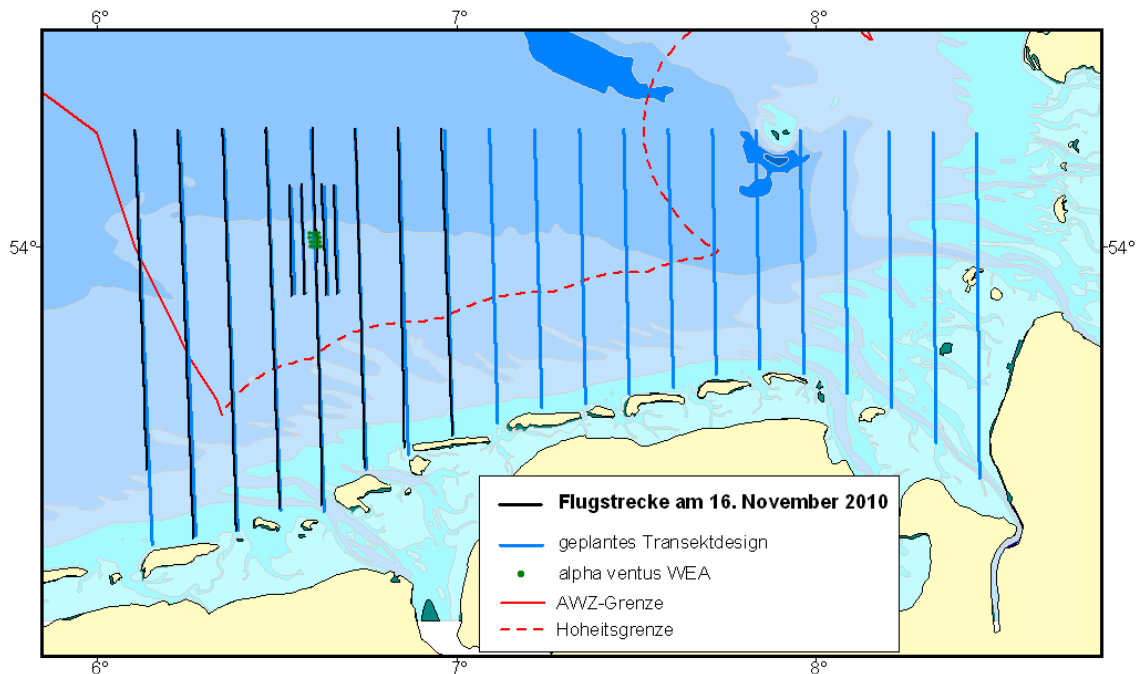 6° 7° 8°
54° 54°
Flugstrecke am 16. November 2010
geplantes Transektdesign
alpha ventus WEA
AWZ-Grenze
Hoheitsgrenze
6° 7° 8°